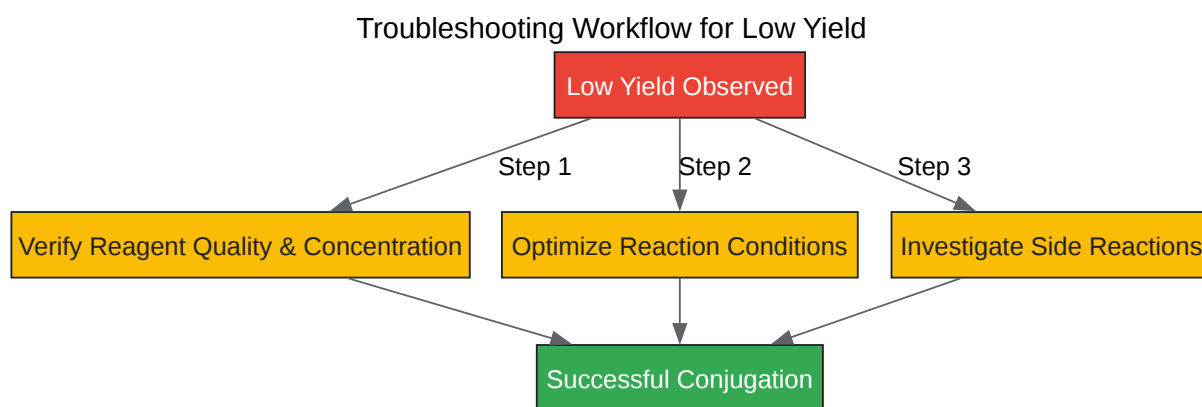 Troubleshooting Workflow for Low Yield
Low Yield Observed
Step 1
Step 2
Step 3
Verify Reagent Quality & Concentration
Optimize Reaction Conditions
Investigate Side Reactions
Successful Conjugation